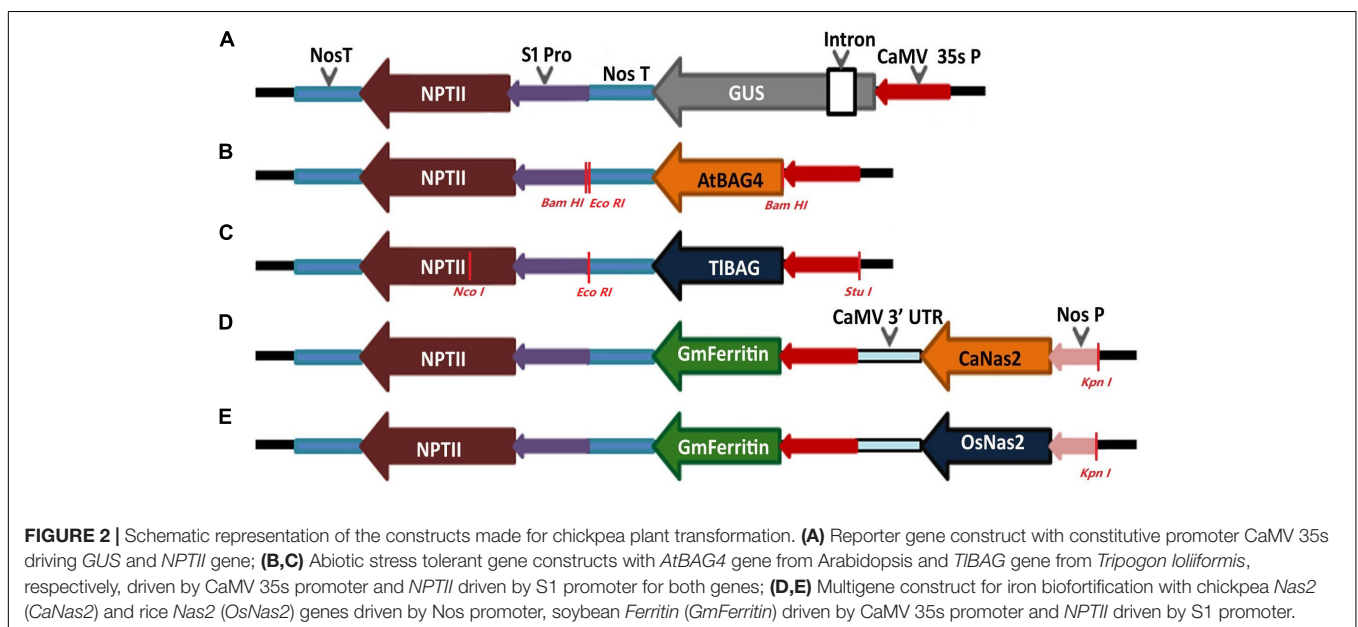 A
NosT
S1 Pro
Nos T
Intron
CaMV 35s P
NPTII
GUS
B
NPTII
AtBAG4
Bam HI
Eco RI
Bam HI
C
NPTII
TlBAG
Nco I
Eco RI
Stu I
D
CaMV 3' UTR
Nos P
NPTII
GmFerritin
CaNas2
Kpn I
E
NPTII
GmFerritin
OsNas2
Kpn I
FIGURE 2 | Schematic representation of the constructs made for chickpea plant transformation. (A) Reporter gene construct with constitutive promoter CaMV 35s
driving GUS and NPTII gene; (B,C) Abiotic stress tolerant gene constructs with AtBAG4 gene from Arabidopsis and TlBAG gene from Tripogon loliiformis,
respectively, driven by CaMV 35s promoter and NPTII driven by S1 promoter for both genes; (D,E) Multigene construct for iron biofortification with chickpea Nas2
(CaNas2) and rice Nas2 (OsNas2) genes driven by Nos promoter, soybean Ferritin (GmFerritin) driven by CaMV 35s promoter and NPTII driven by S1 promoter.